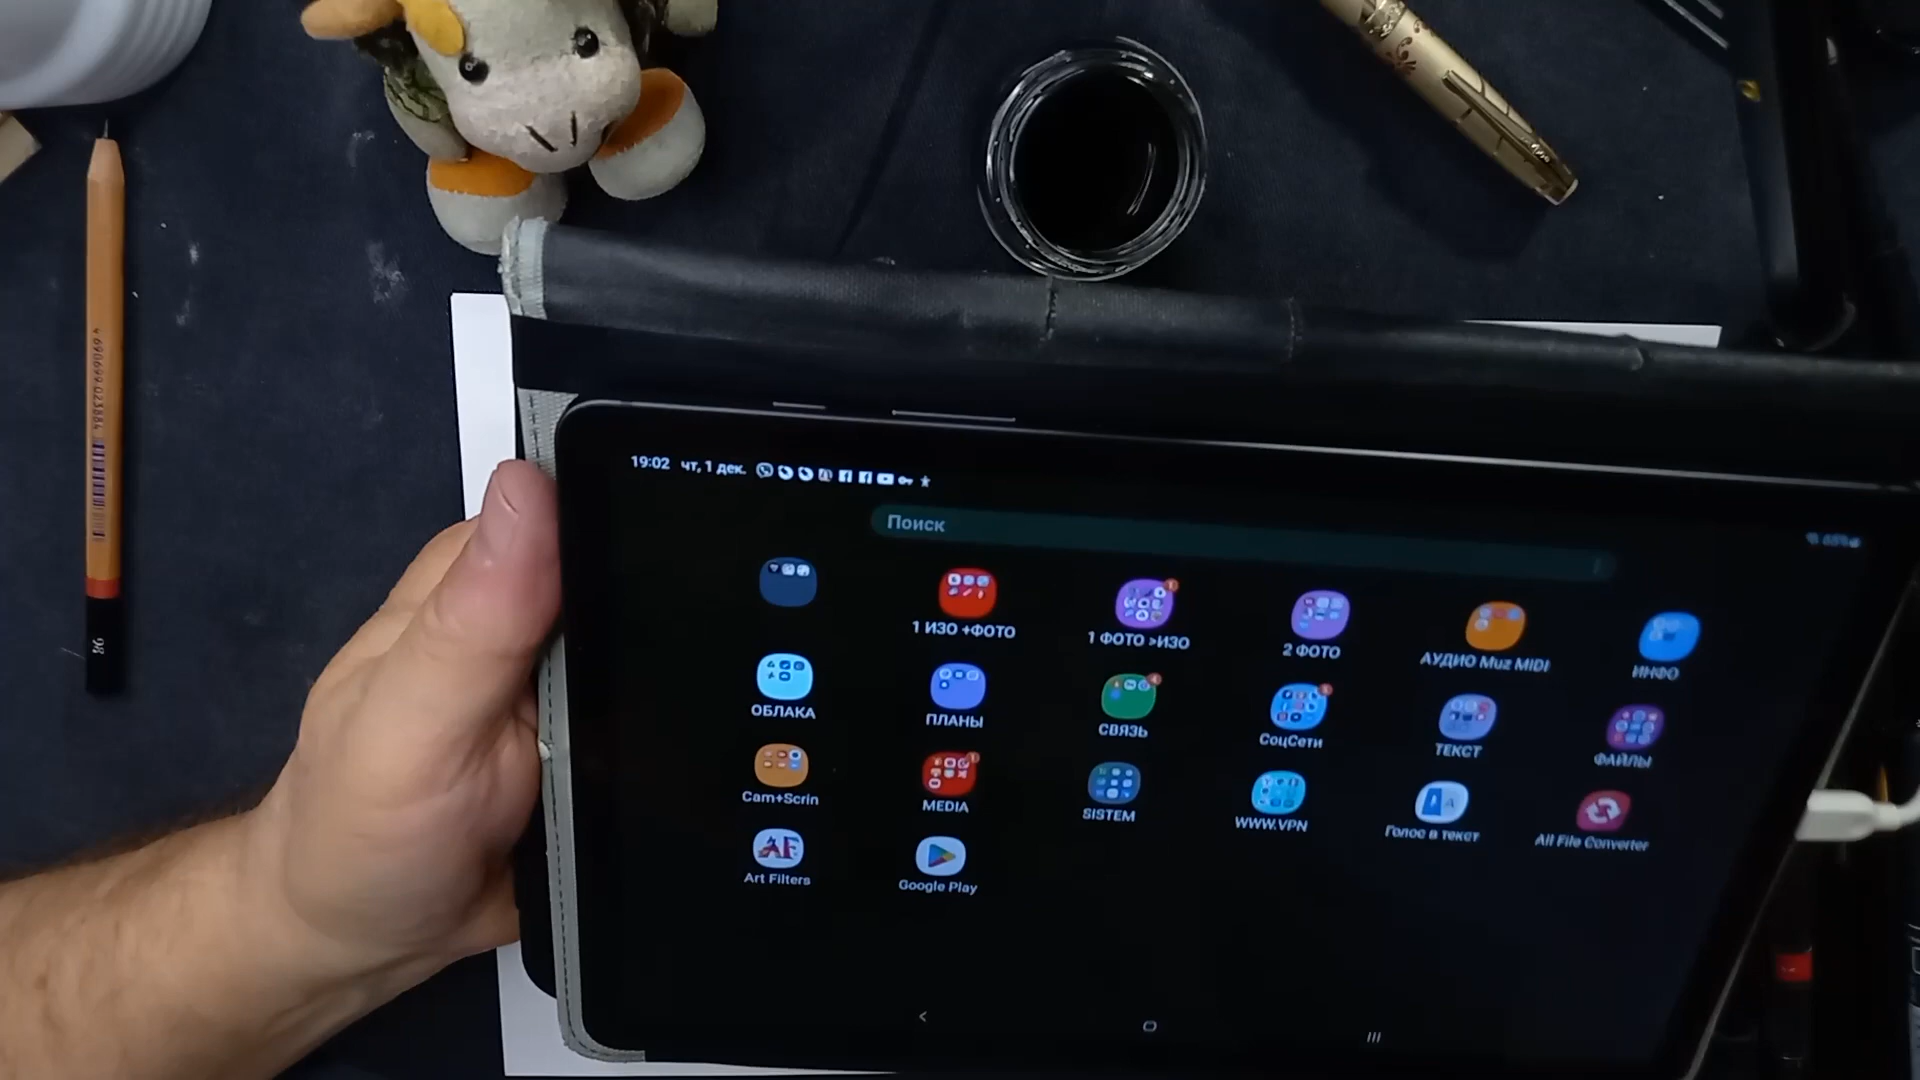 19:02 чт, 1 дек.
Поиск
1 ИЗО +ФОТО
1 ФОТО >ИЗО
2 ФОТО
АУДИО Muz MIDI
ИНФО
ОБЛАКА
ПЛАНЫ
СВЯЗЬ
СоцСети
ТЕКСТ
ФАЙЛЫ
Cam+Scrin
MEDIA
SISTEM
WWW.VPN
Голос в текст
All File Converter
AF
Art Filters
Google Play